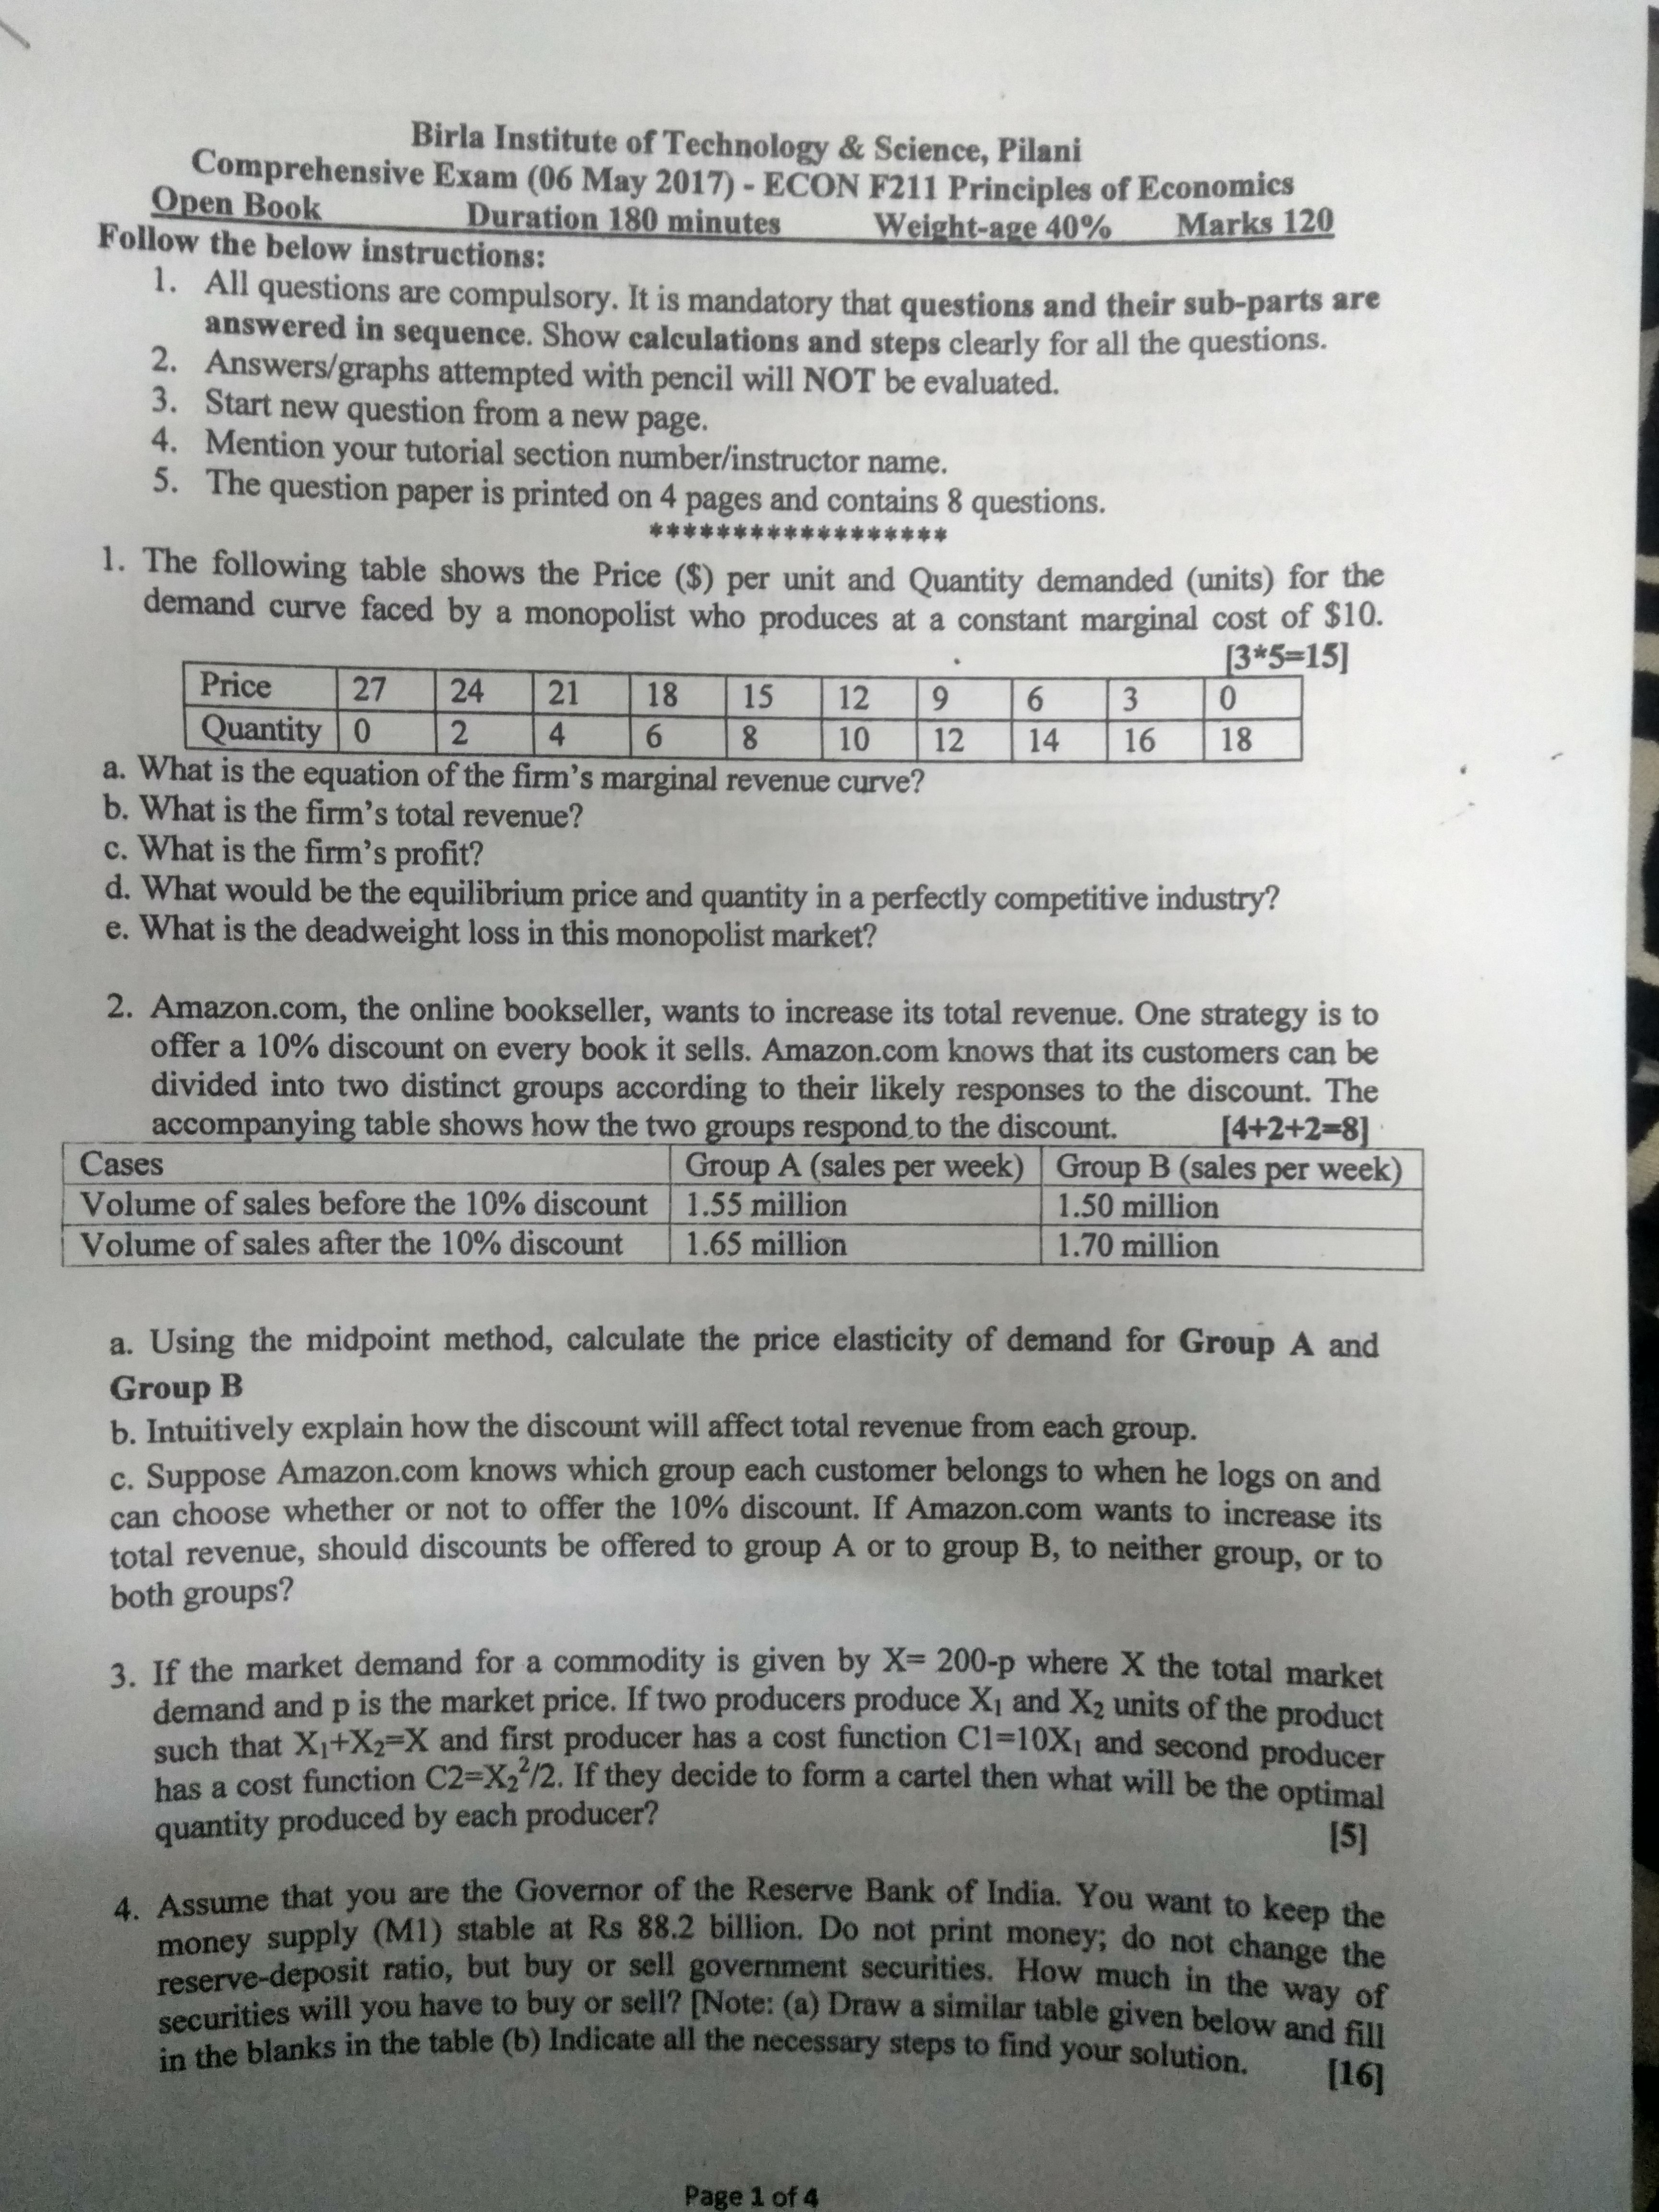 Birla Institute of Technology & Science, Pilani
Comprehensive Exam (06 May 2017) - ECON F211 Principles of Economics
Open Book Duration 180 minutes Weight-age 40% Marks 120
Follow the below instructions:
1. All questions are compulsory. It is mandatory that questions and their sub-parts are
answered in sequence. Show calculations and steps clearly for all the questions.
2. Answers/graphs attempted with pencil will NOT be evaluated.
3. Start new question from a new page.
4. Mention your tutorial section number/instructor name.
5. The question paper is printed on 4 pages and contains 8 questions.
******************
1. The following table shows the Price ($) per unit and Quantity demanded (units) for the
demand curve faced by a monopolist who produces at a constant marginal cost of $10.
[3*5=15]
Price 27 24 21 18 15 12 9 6 3 0
Quantity 0 2 4 6 8 10 12 14 16 18
a. What is the equation of the firm's marginal revenue curve?
b. What is the firm's total revenue?
c. What is the firm's profit?
d. What would be the equilibrium price and quantity in a perfectly competitive industry?
e. What is the deadweight loss in this monopolist market?
2. Amazon.com, the online bookseller, wants to increase its total revenue. One strategy is to
offer a 10% discount on every book it sells. Amazon.com knows that its customers can be
divided into two distinct groups according to their likely responses to the discount. The
accompanying table shows how the two groups respond to the discount. [4+2+2=8]
Cases Group A (sales per week) Group B (sales per week)
Volume of sales before the 10% discount 1.55 million 1.50 million
Volume of sales after the 10% discount 1.65 million 1.70 million
a. Using the midpoint method, calculate the price elasticity of demand for Group A and
Group B
b. Intuitively explain how the discount will affect total revenue from each group.
c. Suppose Amazon.com knows which group each customer belongs to when he logs on and
can choose whether or not to offer the 10% discount. If Amazon.com wants to increase its
total revenue, should discounts be offered to group A or to group B, to neither group, or to
both groups?
3. If the market demand for a commodity is given by X= 200-p where X the total market
demand and p is the market price. If two producers produce X₁ and X₂ units of the product
such that X₁+X₂=X and first producer has a cost function C1=10X₁ and second producer
has a cost function C2=X₂²/2. If they decide to form a cartel then what will be the optimal
quantity produced by each producer?
[5]
4. Assume that you are the Governor of the Reserve Bank of India. You want to keep the
money supply (M1) stable at Rs 88.2 billion. Do not print money; do not change the
reserve-deposit ratio, but buy or sell government securities. How much in the way of
securities will you have to buy or sell? [Note: (a) Draw a similar table given below and fill
in the blanks in the table (b) Indicate all the necessary steps to find your solution.
[16]
Page 1 of 4